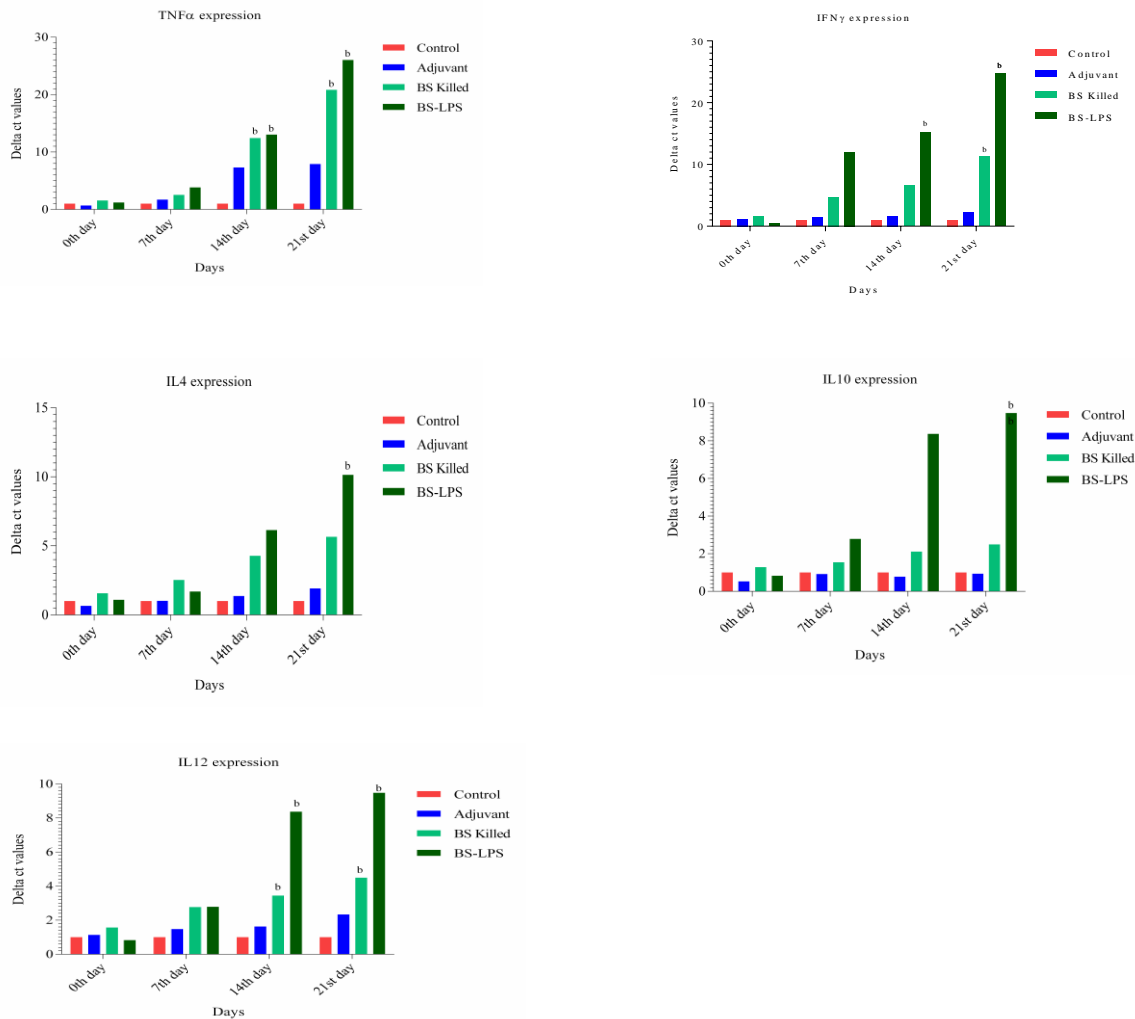 TNFα expression
30
20
10
0
Delta ct values
b
b
b
b
0th day
7th day
14th day
21st day
Days
Control
Adjuvant
BS Killed
BS-LPS
IFNγ expression
30
20
10
0
Delta ct values
b
b
b
0th day
7th day
14th day
21st day
Days
Control
Adjuvant
BS Killed
BS-LPS
IL4 expression
15
10
5
0
Delta ct values
b
0th day
7th day
14th day
21st day
Days
Control
Adjuvant
BS Killed
BS-LPS
IL10 expression
10
8
6
4
2
0
Delta ct values
b
b
0th day
7th day
14th day
21st day
Days
Control
Adjuvant
BS Killed
BS-LPS
IL12 expression
10
8
6
4
2
0
Delta ct values
b
b
b
b
0th day
7th day
14th day
21st day
Days
Control
Adjuvant
BS Killed
BS-LPS